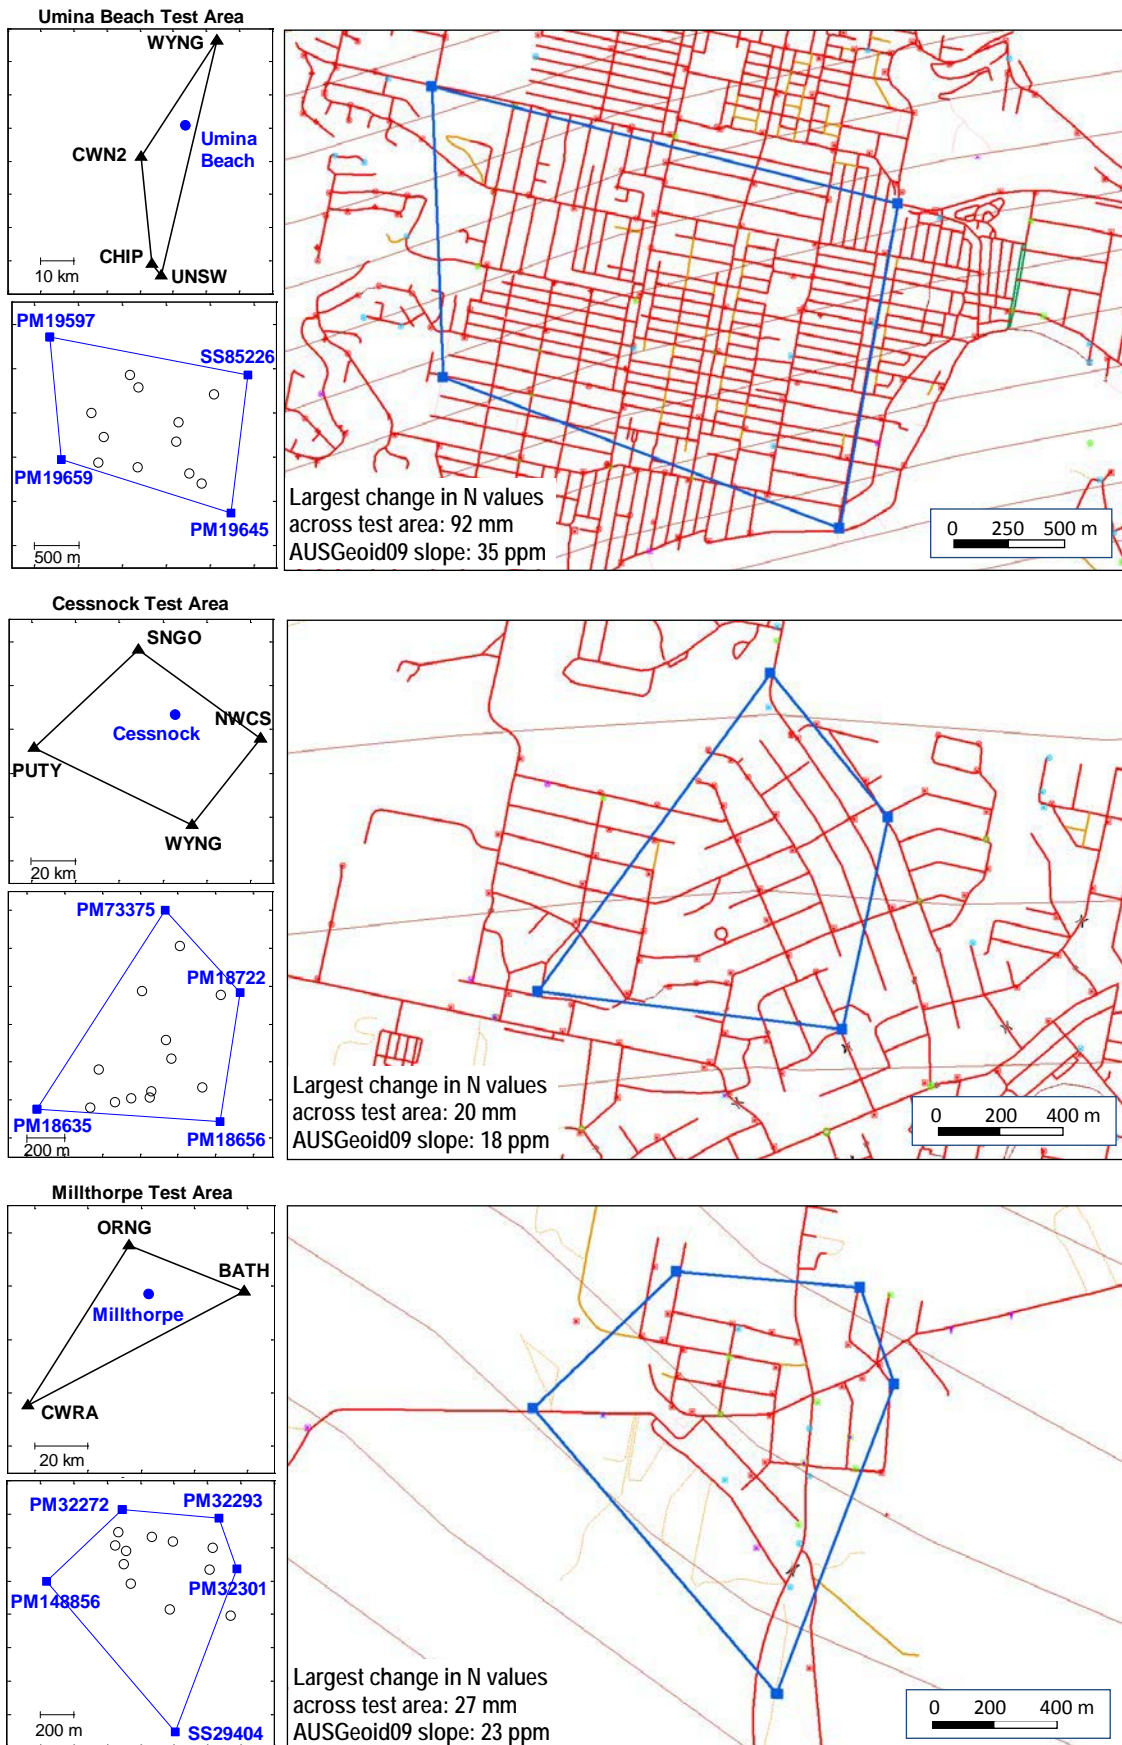 Umina Beach Test Area
WYNG
Umina
Beach
CWN2
CHIP
UNSW
10 km
PM19597
SS85226
PM19659
PM19645
500 m
Largest change in N values
across test area: 92 mm
AUSGeoid09 slope: 35 ppm
0 250 500 m
Cessnock Test Area
SNGO
NWCS
Cessnock
PUTY
WYNG
20 km
PM73375
PM18722
PM18635
PM18656
200 m
Largest change in N values
across test area: 20 mm
AUSGeoid09 slope: 18 ppm
0 200 400 m
Millthorpe Test Area
ORNG
BATH
Millthorpe
CWRA
20 km
PM32272
PM32293
PM32301
PM148856
200 m
SS29404
Largest change in N values
across test area: 27 mm
AUSGeoid09 slope: 23 ppm
0 200 400 m